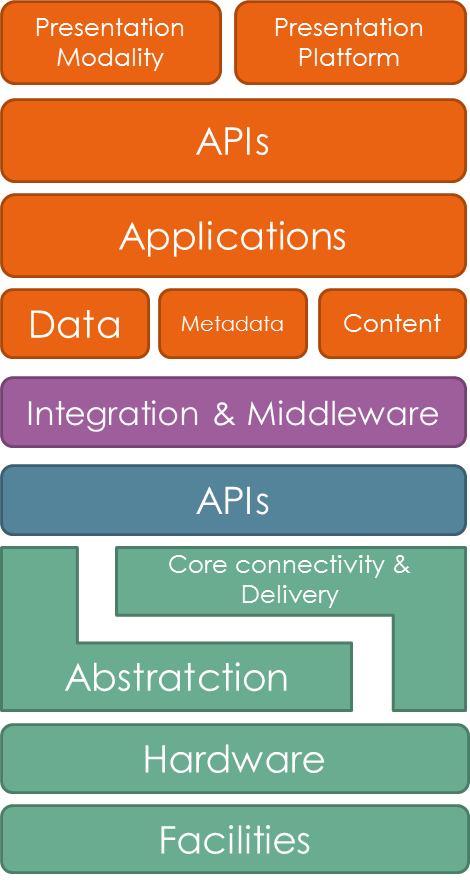 Presentation
Modality
Presentation
Platform
APIs
Applications
Data
Metadata
Content
Integration & Middleware
APIs
Core connectivity &
Delivery
Abstratction
Hardware
Facilities